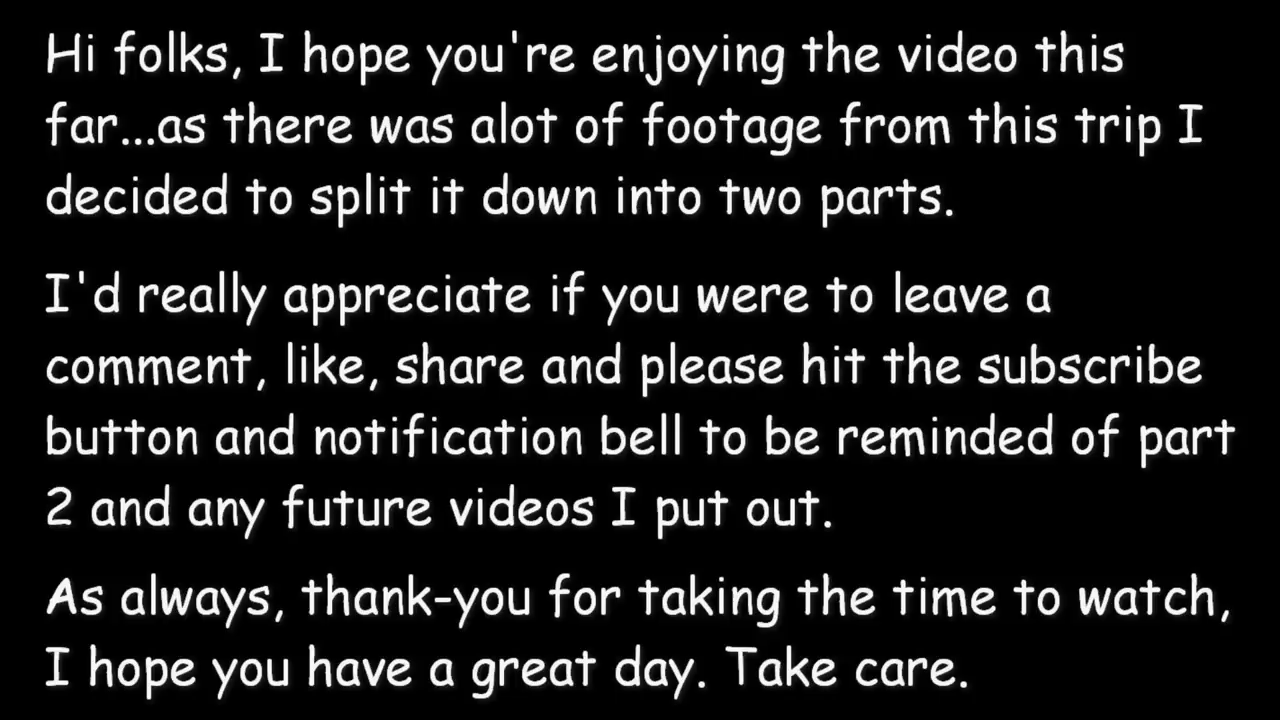 Hi folks, I hope you're enjoying the video this
far...as there was alot of footage from this trip I
decided to split it down into two parts.
I'd really appreciate if you were to leave a
comment, like, share and please hit the subscribe
button and notification bell to be reminded of part
2 and any future videos I put out.
As always, thank-you for taking the time to watch,
I hope you have a great day. Take care.